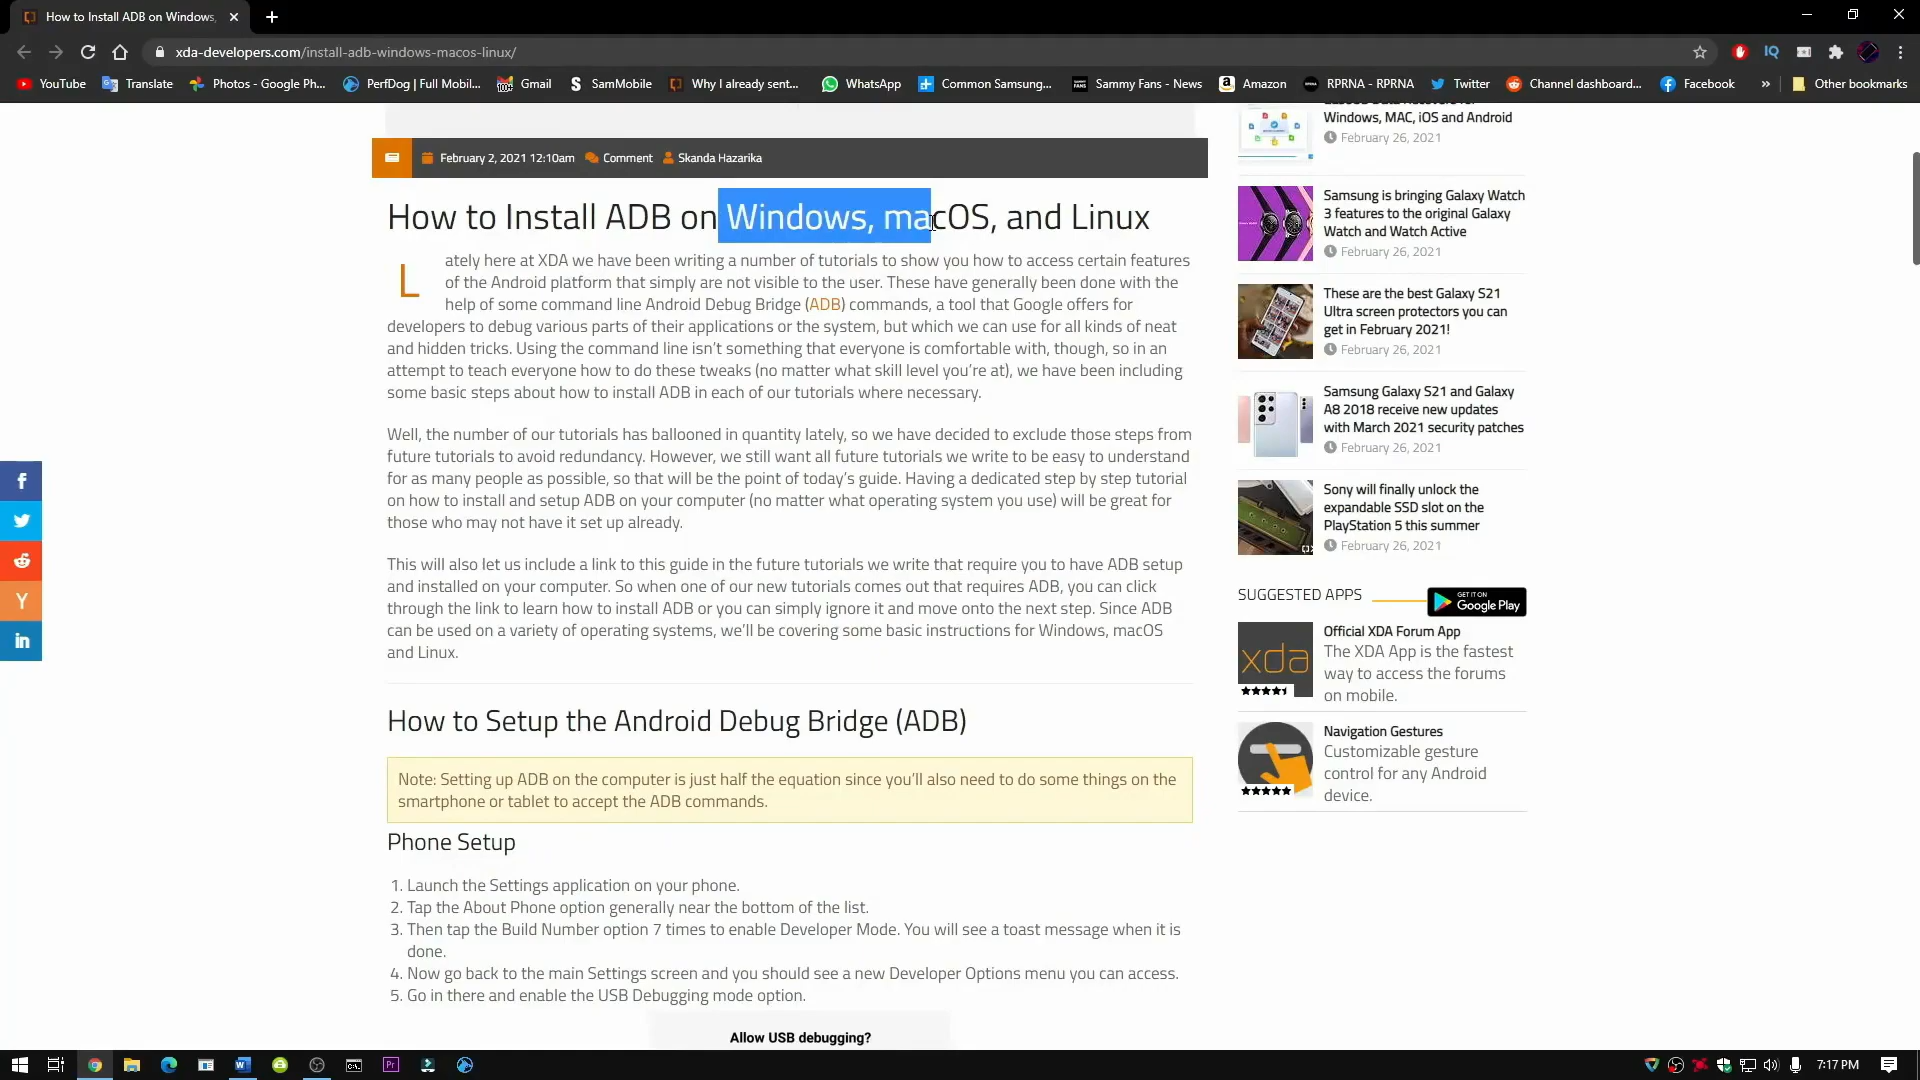 How to Install ADB on Windows,
xda-developers.com/install-adb-windows-macos-linux/
YouTube
Translate
Photos - Google Ph...
PerfDog | Full Mobil...
Gmail
SamMobile
Why I already sent...
WhatsApp
Common Samsung...
Sammy Fans - News
Amazon
RPRNA - RPRNA
Twitter
Channel dashboard...
Facebook
»
Other bookmarks
February 2, 2021 12:10am
Comment
Skanda Hazarika
How to Install ADB on Windows, macOS, and Linux
Lately here at XDA we have been writing a number of tutorials to show you how to access certain features
of the Android platform that simply are not visible to the user. These have generally been done with the
help of some command line Android Debug Bridge (ADB) commands, a tool that Google offers for
developers to debug various parts of their applications or the system, but which we can use for all kinds of neat
and hidden tricks. Using the command line isn't something that everyone is comfortable with, though, so in an
attempt to teach everyone how to do these tweaks (no matter what skill level you're at), we have been including
some basic steps about how to install ADB in each of our tutorials where necessary.
Well, the number of our tutorials has ballooned in quantity lately, so we have decided to exclude those steps from
future tutorials to avoid redundancy. However, we still want all future tutorials we write to be easy to understand
for as many people as possible, so that will be the point of today's guide. Having a dedicated step by step tutorial
on how to install and setup ADB on your computer (no matter what operating system you use) will be great for
those who may not have it set up already.
This will also let us include a link to this guide in the future tutorials we write that require you to have ADB setup
and installed on your computer. So when one of our new tutorials comes out that requires ADB, you can click
through the link to learn how to install ADB or you can simply ignore it and move onto the next step. Since ADB
can be used on a variety of operating systems, we'll be covering some basic instructions for Windows, macOS
and Linux.
How to Setup the Android Debug Bridge (ADB)
Note: Setting up ADB on the computer is just half the equation since you'll also need to do some things on the
smartphone or tablet to accept the ADB commands.
Phone Setup
1. Launch the Settings application on your phone.
2. Tap the About Phone option generally near the bottom of the list.
3. Then tap the Build Number option 7 times to enable Developer Mode. You will see a toast message when it is
done.
4. Now go back to the main Settings screen and you should see a new Developer Options menu you can access.
5. Go in there and enable the USB Debugging mode option.
Allow USB debugging?
Windows, MAC, iOS and Android
February 26, 2021
Samsung is bringing Galaxy Watch
3 features to the original Galaxy
Watch and Watch Active
February 26, 2021
These are the best Galaxy S21
Ultra screen protectors you can
get in February 2021!
February 26, 2021
Samsung Galaxy S21 and Galaxy
A8 2018 receive new updates
with March 2021 security patches
February 26, 2021
Sony will finally unlock the
expandable SSD slot on the
PlayStation 5 this summer
February 26, 2021
SUGGESTED APPS
GET IT ON
Google Play
xda
Official XDA Forum App
The XDA App is the fastest
way to access the forums
on mobile.
Navigation Gestures
Customizable gesture
control for any Android
device.
7:17 PM